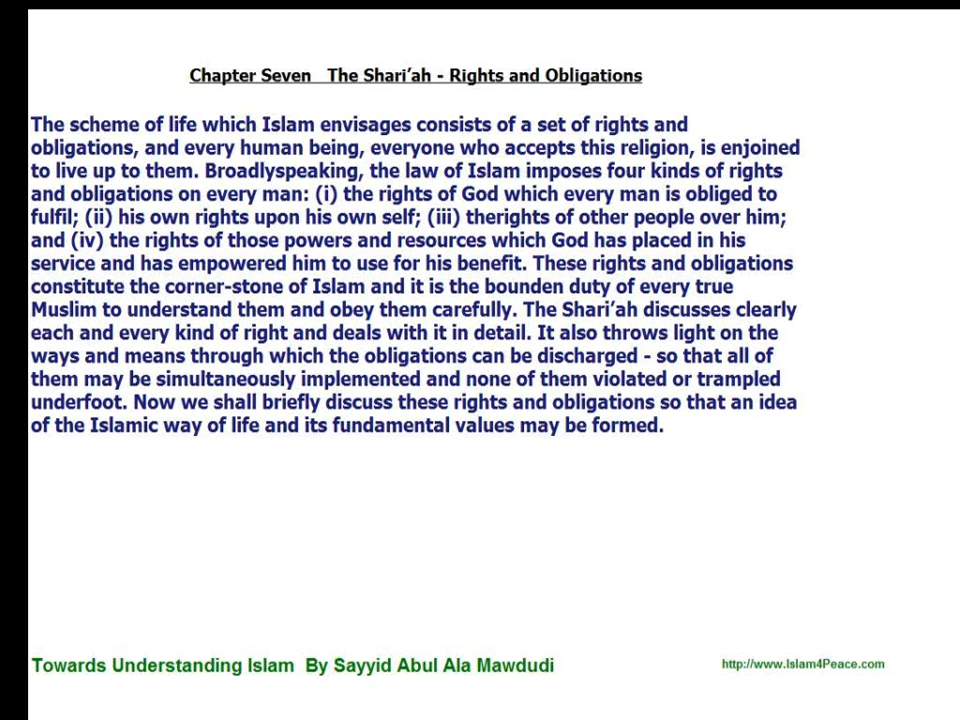 Chapter Seven   The Shari’ah - Rights and Obligations
The scheme of life which Islam envisages consists of a set of rights and
obligations, and every human being, everyone who accepts this religion, is enjoined
to live up to them. Broadlyspeaking, the law of Islam imposes four kinds of rights
and obligations on every man: (i) the rights of God which every man is obliged to
fulfil; (ii) his own rights upon his own self; (iii) therights of other people over him;
and (iv) the rights of those powers and resources which God has placed in his
service and has empowered him to use for his benefit. These rights and obligations
constitute the corner-stone of Islam and it is the bounden duty of every true
Muslim to understand them and obey them carefully. The Shari’ah discusses clearly
each and every kind of right and deals with it in detail. It also throws light on the
ways and means through which the obligations can be discharged - so that all of
them may be simultaneously implemented and none of them violated or trampled
underfoot. Now we shall briefly discuss these rights and obligations so that an idea
of the Islamic way of life and its fundamental values may be formed.
Towards Understanding Islam  By Sayyid Abul Ala Mawdudi
http://www.Islam4Peace.com